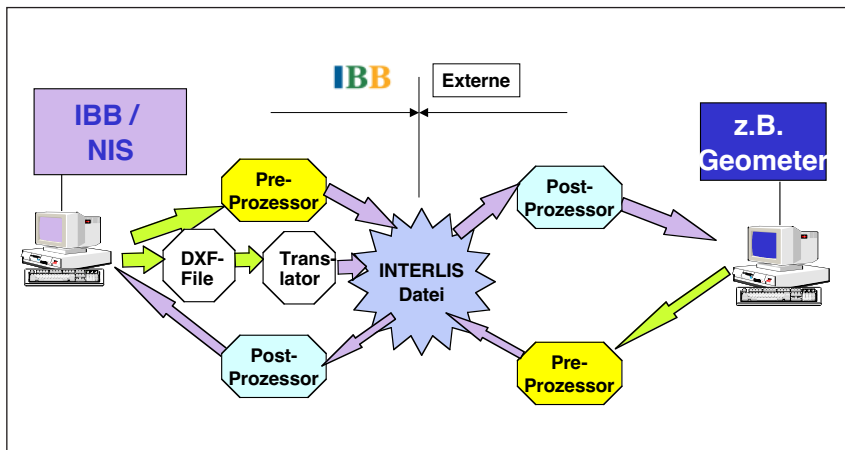 IBB
Externe
IBB /
NIS
z.B.
Geometer
Pre-
Prozessor
Post-
Prozessor
DXF-
File
Trans-
lator
INTERLIS
Datei
Post-
Prozessor
Pre-
Prozessor